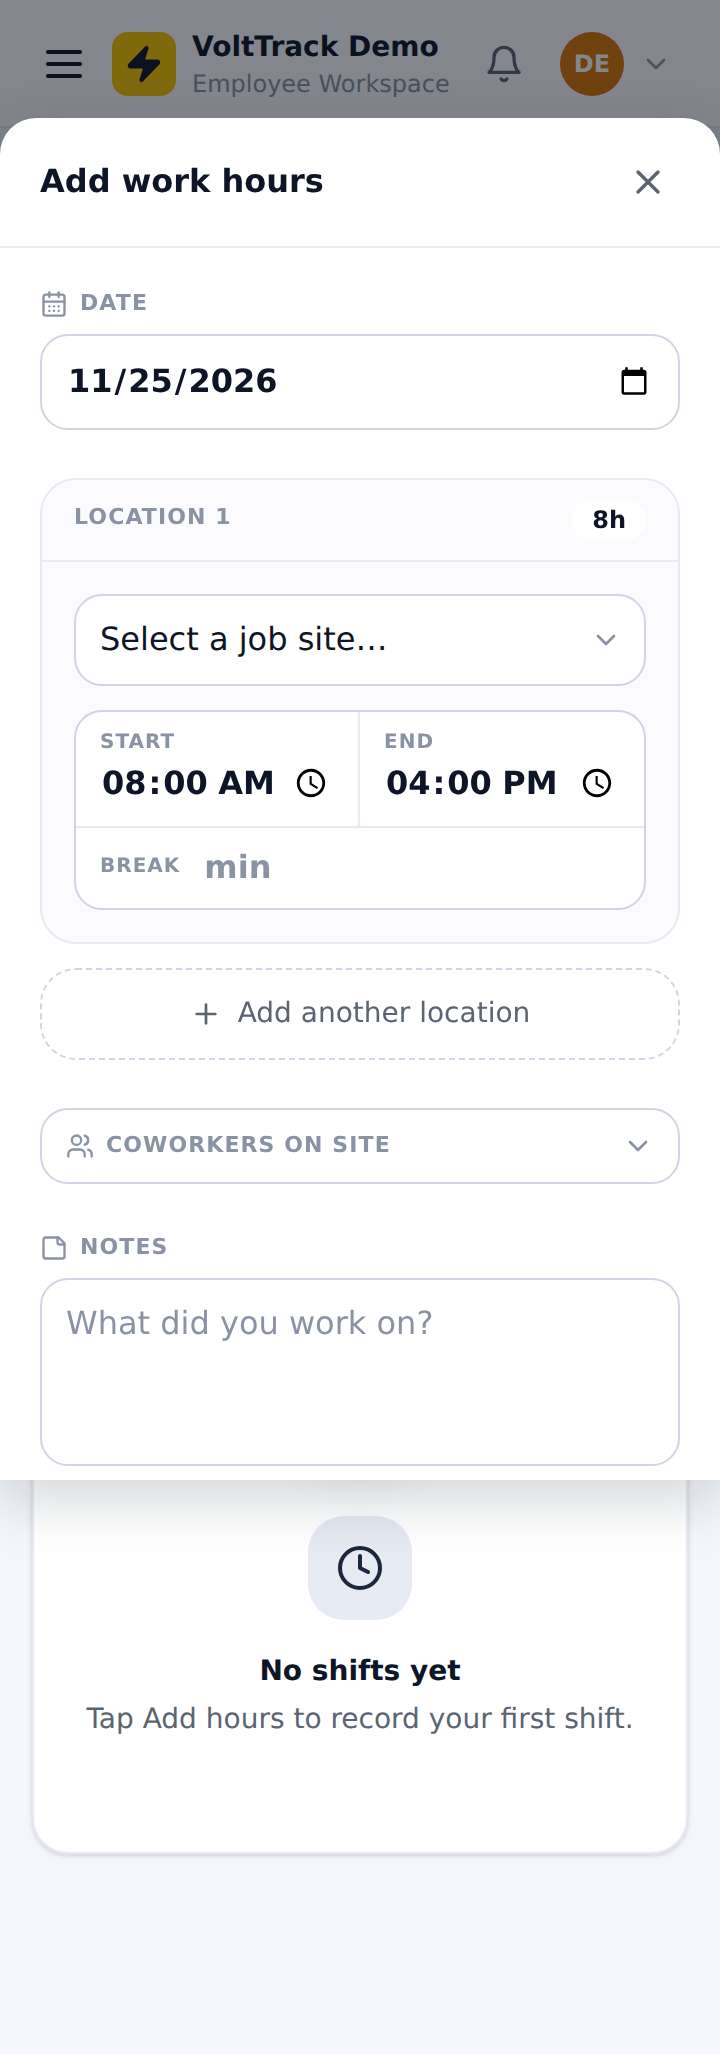 VoltTrack Demo
Employee Workspace
DE
Add work hours
DATE
11/25/2026
LOCATION 1
8h
Select a job site...
START
END
08:00 AM
04:00 PM
BREAK min
Add another location
COWORKERS ON SITE
NOTES
What did you work on?
No shifts yet
Tap Add hours to record your first shift.